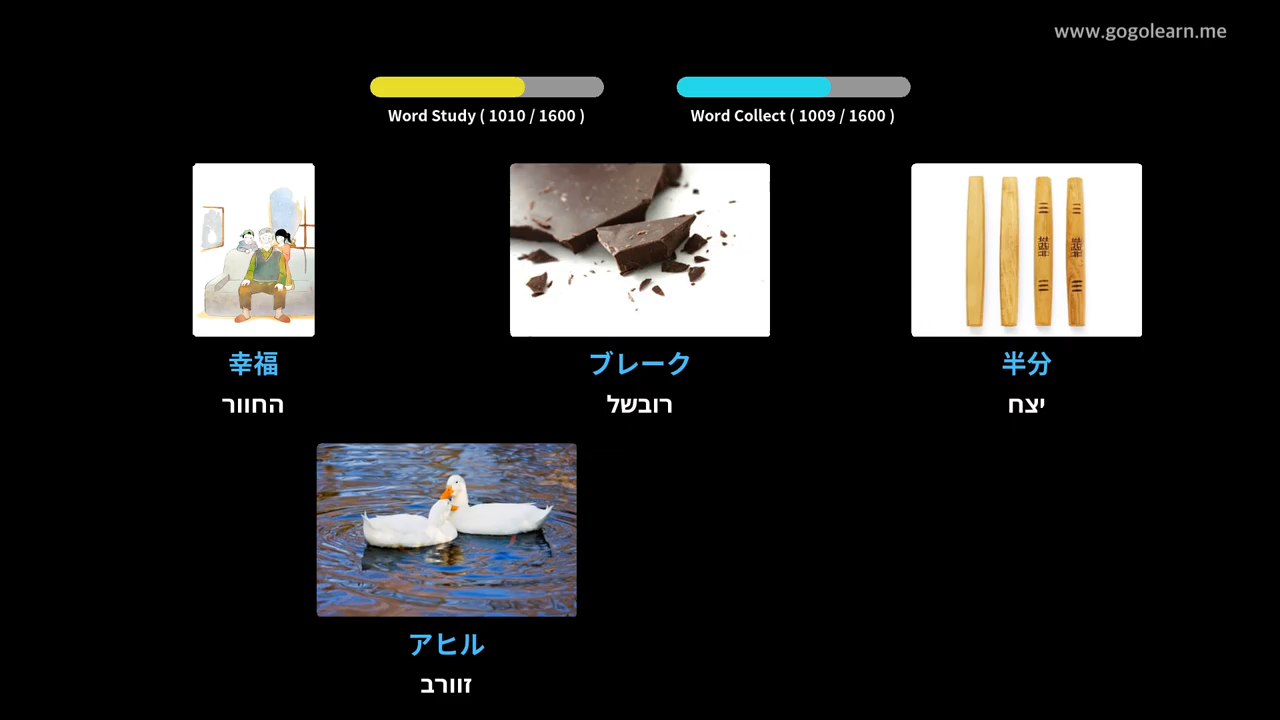 www.gogolearn.me
Word Study ( 1010 / 1600 )
Word Collect ( 1009 / 1600 )
幸福
החוור
ブレーク
רובשל
半分
יצח
アヒル
זוורב